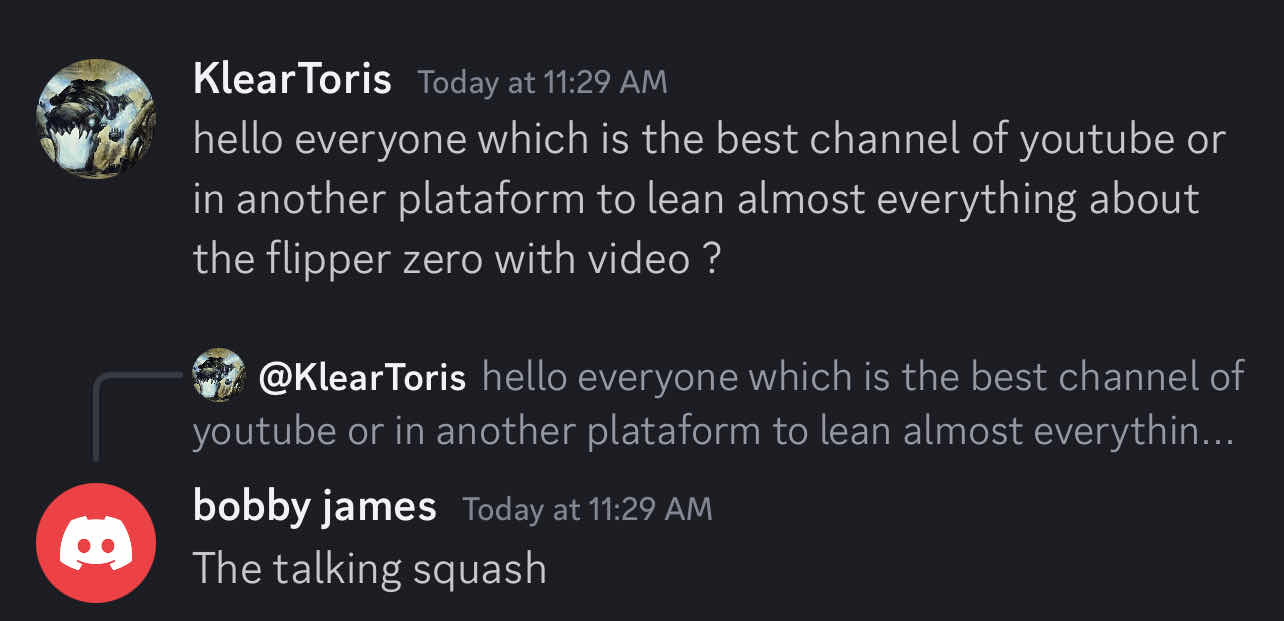 KlearToris Today at 11:29 AM
hello everyone which is the best channel of youtube or
in another plataform to lean almost everything about
the flipper zero with video ?
@KlearToris hello everyone which is the best channel of
youtube or in another plataform to lean almost everythin...
bobby james Today at 11:29 AM
The talking squash